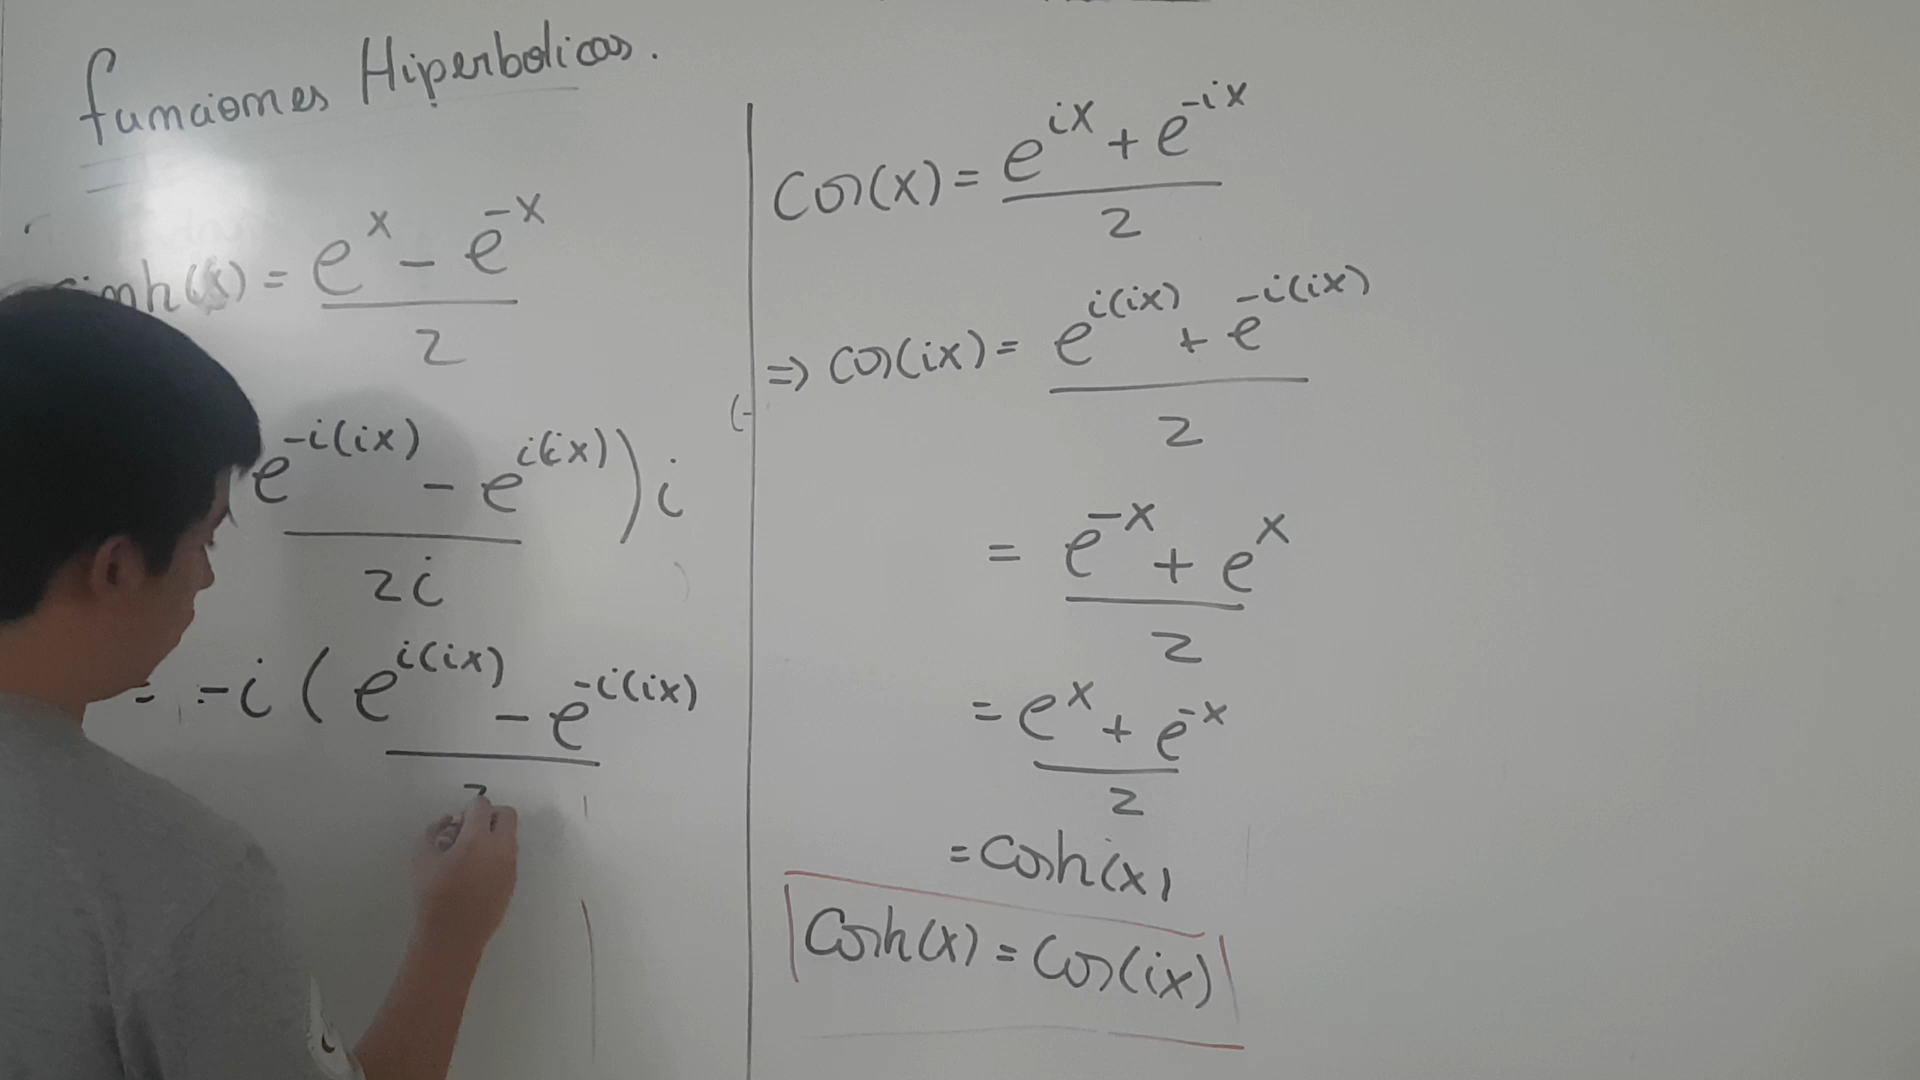 funciones Hiperbolicas.
sinh(x) = e^x - e^-x
2
e^-i(ix) - e^i(ix) ) i
2i
= -i ( e^i(ix) - e^-i(ix)
2
Cos(x) = e^ix + e^-ix
2
=> cos(ix) = e^i(ix) + e^-i(ix)
2
= e^-x + e^x
2
= e^x + e^-x
2
= Cosh(x)
Cosh(x) = Cos(ix)